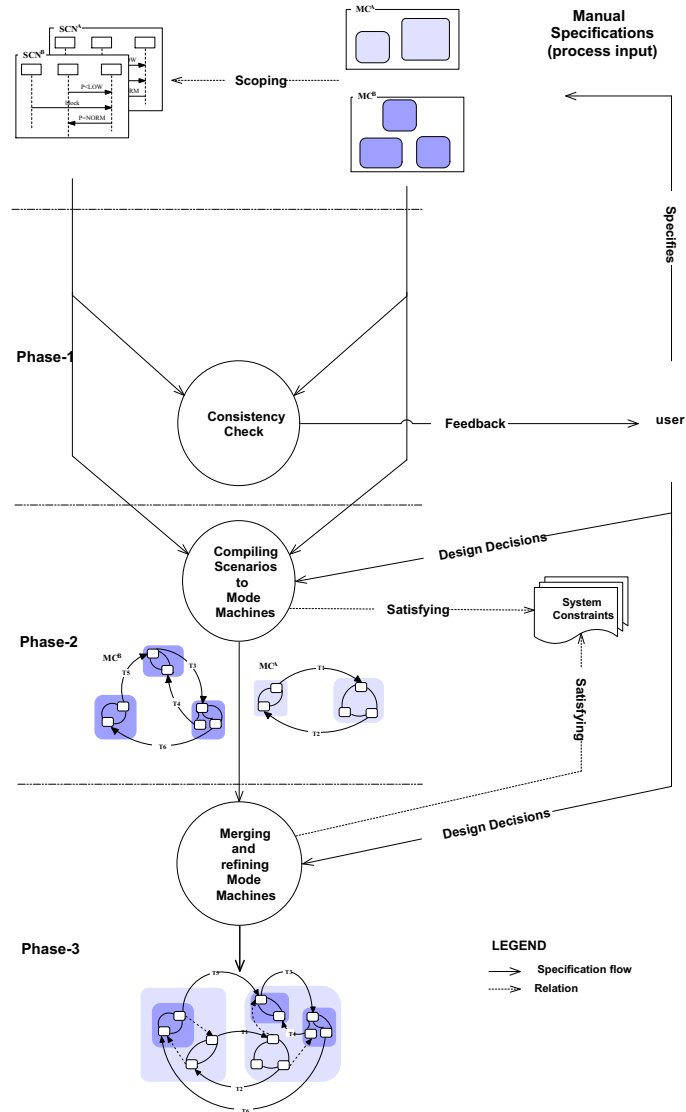 SCN^A
SCN^B
P<LOW
block
P=NORM
MC^A
MC^B
Scoping
Manual
Specifications
(process input)
Specifies
Phase-1
Consistency
Check
Feedback
user
Compiling
Scenarios
to
Mode
Machines
Design Decisions
Satisfying
System
Constraints
Satisfying
Phase-2
MC^B
T3
T5
T4
T6
MC^A
T1
T2
Merging
and
refining
Mode
Machines
Design Decisions
Phase-3
LEGEND
Specification flow
Relation
T5
T3
T1
T4
T2
T6